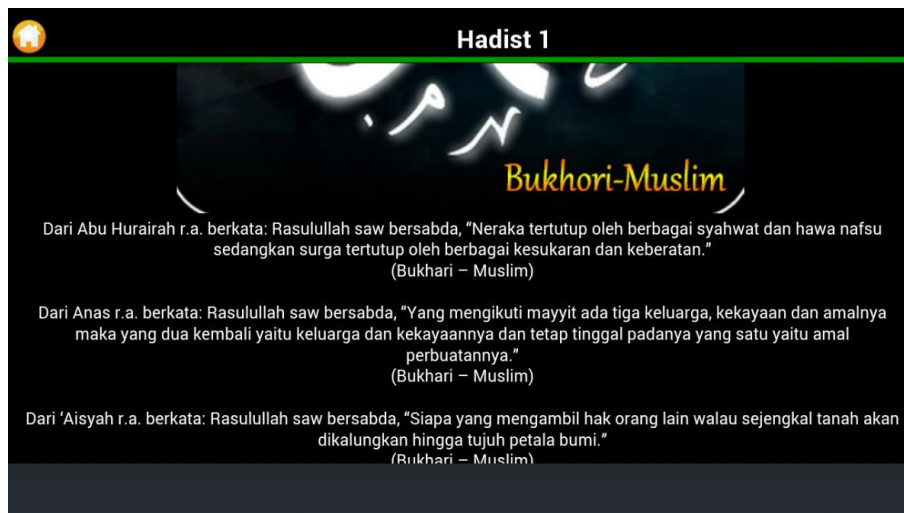 Hadist 1
Bukhori-Muslim
Dari Abu Hurairah r.a. berkata: Rasulullah saw bersabda, “Neraka tertutup oleh berbagai syahwat dan hawa nafsu
sedangkan surga tertutup oleh berbagai kesukaran dan keberatan.”
(Bukhari – Muslim)
Dari Anas r.a. berkata: Rasulullah saw bersabda, “Yang mengikuti mayyit ada tiga keluarga, kekayaan dan amalnya
maka yang dua kembali yaitu keluarga dan kekayaannya dan tetap tinggal padanya yang satu yaitu amal
perbuatannya.”
(Bukhari – Muslim)
Dari ‘Aisyah r.a. berkata: Rasulullah saw bersabda, “Siapa yang mengambil hak orang lain walau sejengkal tanah akan
dikalungkan hingga tujuh petala bumi.”
(Bukhari – Muslim)